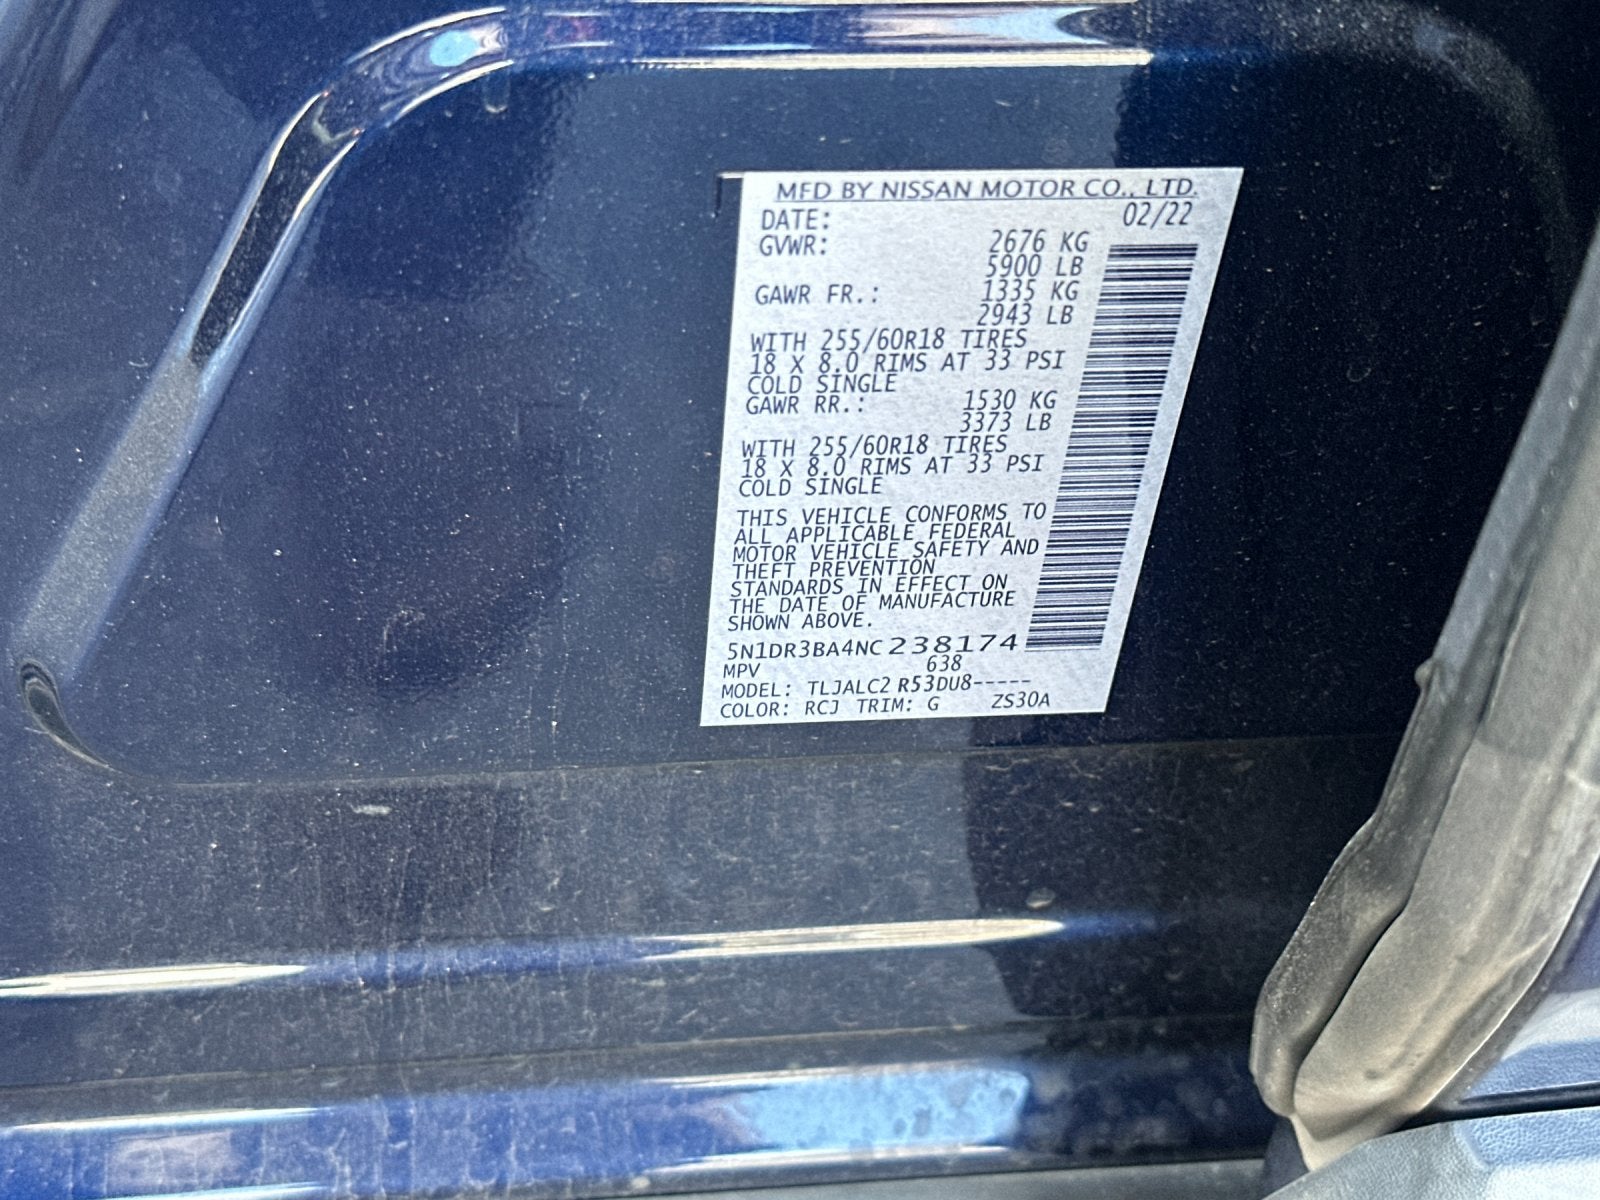 MFD BY NISSAN MOTOR CO., LTD.
DATE: 02/22
GVWR: 2676 KG
5900 LB
GAWR FR.: 1335 KG
2943 LB
WITH 255/60R18 TIRES
18 X 8.0 RIMS AT 33 PSI
COLD SINGLE
GAWR RR.: 1530 KG
3373 LB
WITH 255/60R18 TIRES
18 X 8.0 RIMS AT 33 PSI
COLD SINGLE
THIS VEHICLE CONFORMS TO
ALL APPLICABLE FEDERAL
MOTOR VEHICLE SAFETY AND
THEFT PREVENTION
STANDARDS IN EFFECT ON
THE DATE OF MANUFACTURE
SHOWN ABOVE.
5N1DR3BA4NC238174
MPV 638
MODEL: TLJALC2 R53DU8-----
COLOR: RCJ TRIM: G ZS30A